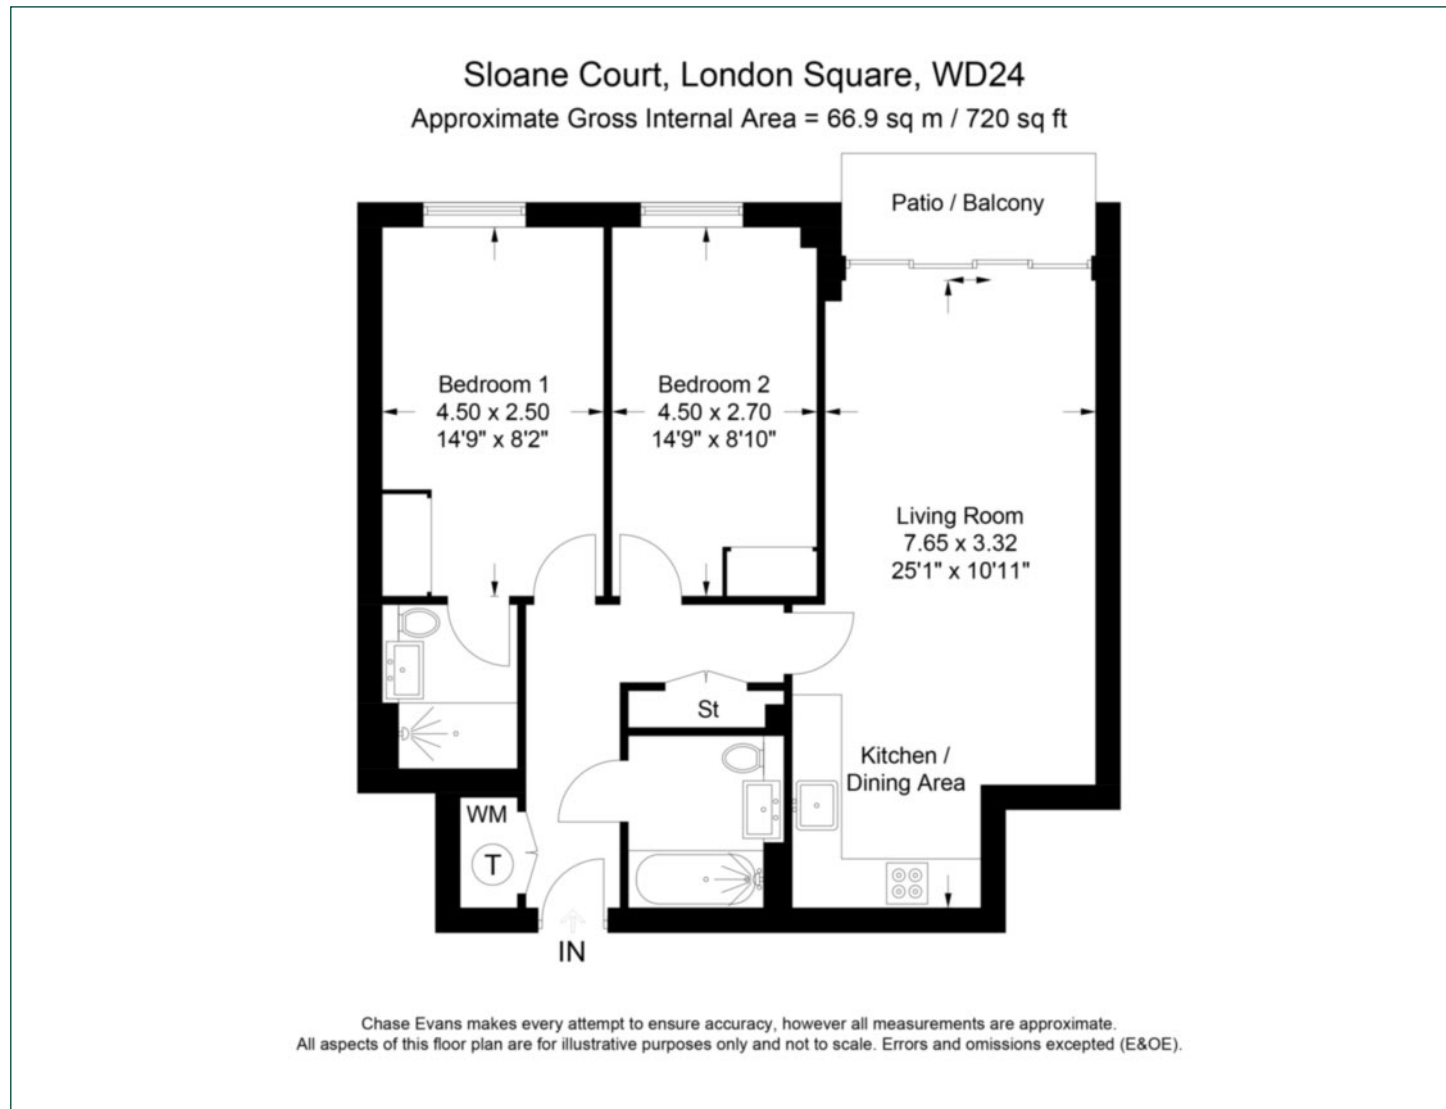 Sloane Court, London Square, WD24
Approximate Gross Internal Area = 66.9 sq m / 720 sq ft
Patio / Balcony
Bedroom 1
4.50 x 2.50
14'9" x 8'2"
Bedroom 2
4.50 x 2.70
14'9" x 8'10"
Living Room
7.65 x 3.32
25'1" x 10'11"
St
Kitchen /
Dining Area
WM
T
IN
Chase Evans makes every attempt to ensure accuracy, however all measurements are approximate.
All aspects of this floor plan are for illustrative purposes only and not to scale. Errors and omissions excepted (E&OE).